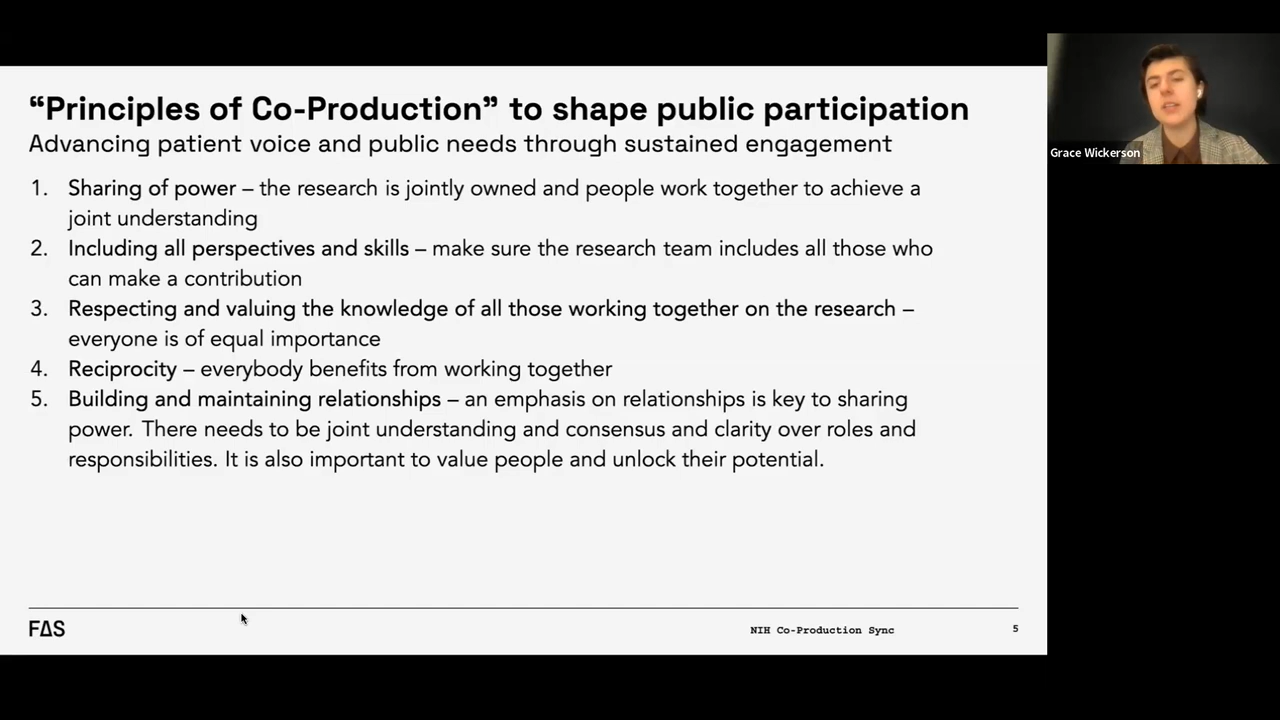 “Principles of Co-Production” to shape public participation
Advancing patient voice and public needs through sustained engagement
1. Sharing of power – the research is jointly owned and people work together to achieve a
joint understanding
2. Including all perspectives and skills – make sure the research team includes all those who
can make a contribution
3. Respecting and valuing the knowledge of all those working together on the research –
everyone is of equal importance
4. Reciprocity – everybody benefits from working together
5. Building and maintaining relationships – an emphasis on relationships is key to sharing
power. There needs to be joint understanding and consensus and clarity over roles and
responsibilities. It is also important to value people and unlock their potential.
FΔS
NIH Co-Production Sync
5
Grace Wickerson